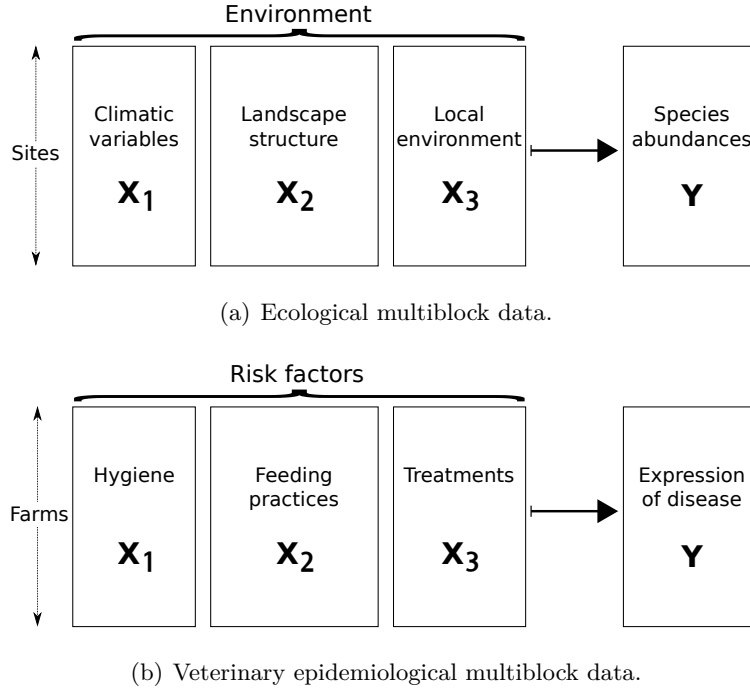 Environment
Climatic
variables
X1
Landscape
structure
X2
Local
environment
X3
Species
abundances
Y
Sites
(a) Ecological multiblock data.
Risk factors
Hygiene
X1
Feeding
practices
X2
Treatments
X3
Expression
of disease
Y
Farms
(b) Veterinary epidemiological multiblock data.